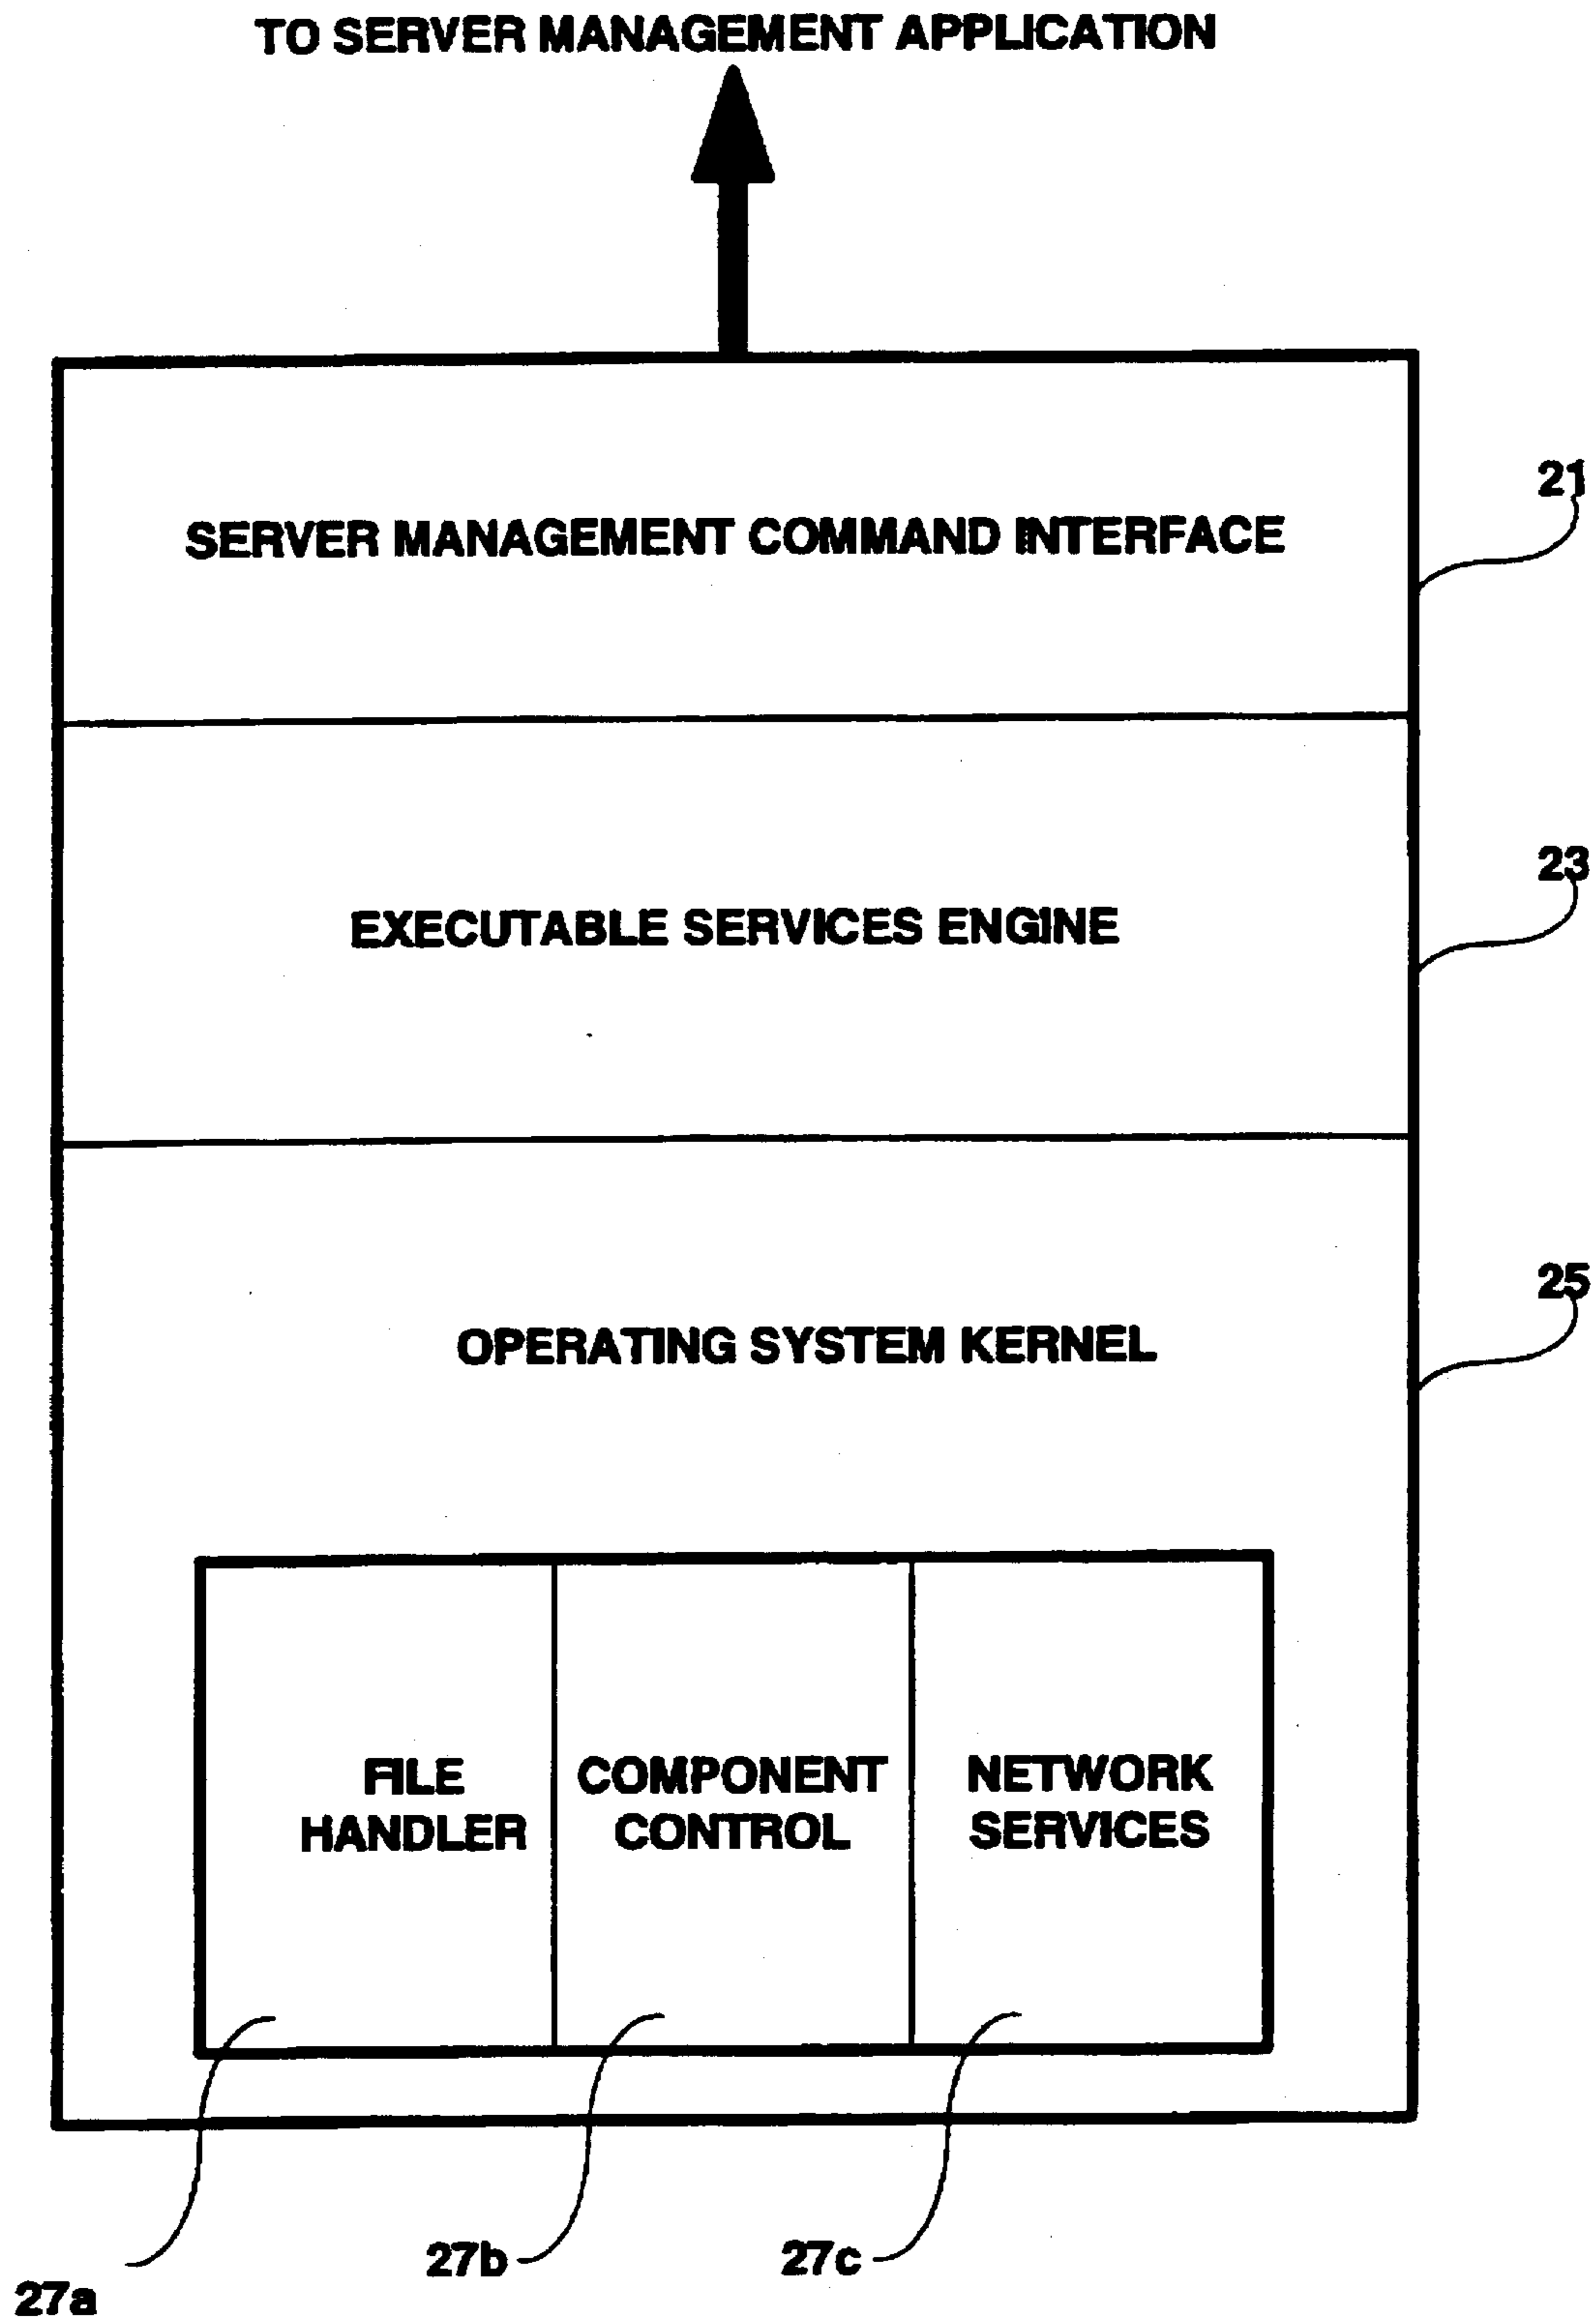 TO SERVER MANAGEMENT APPLICATION
SERVER MANAGEMENT COMMAND INTERFACE
21
EXECUTABLE SERVICES ENGINE
23
OPERATING SYSTEM KERNEL
25
FILE
HANDLER
COMPONENT
CONTROL
NETWORK
SERVICES
27a
27b
27c